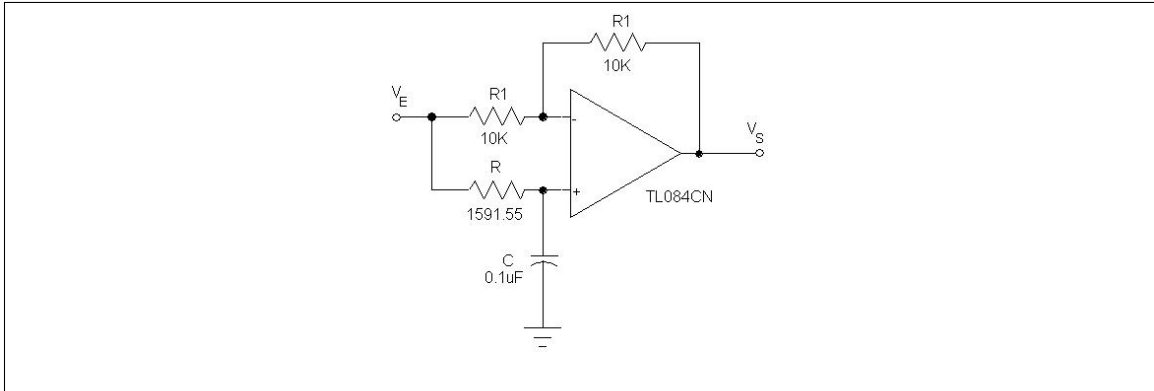 R1
10K
V E
R1
10K
-
V S
R
1591.55
+
TL084CN
C
0.1uF